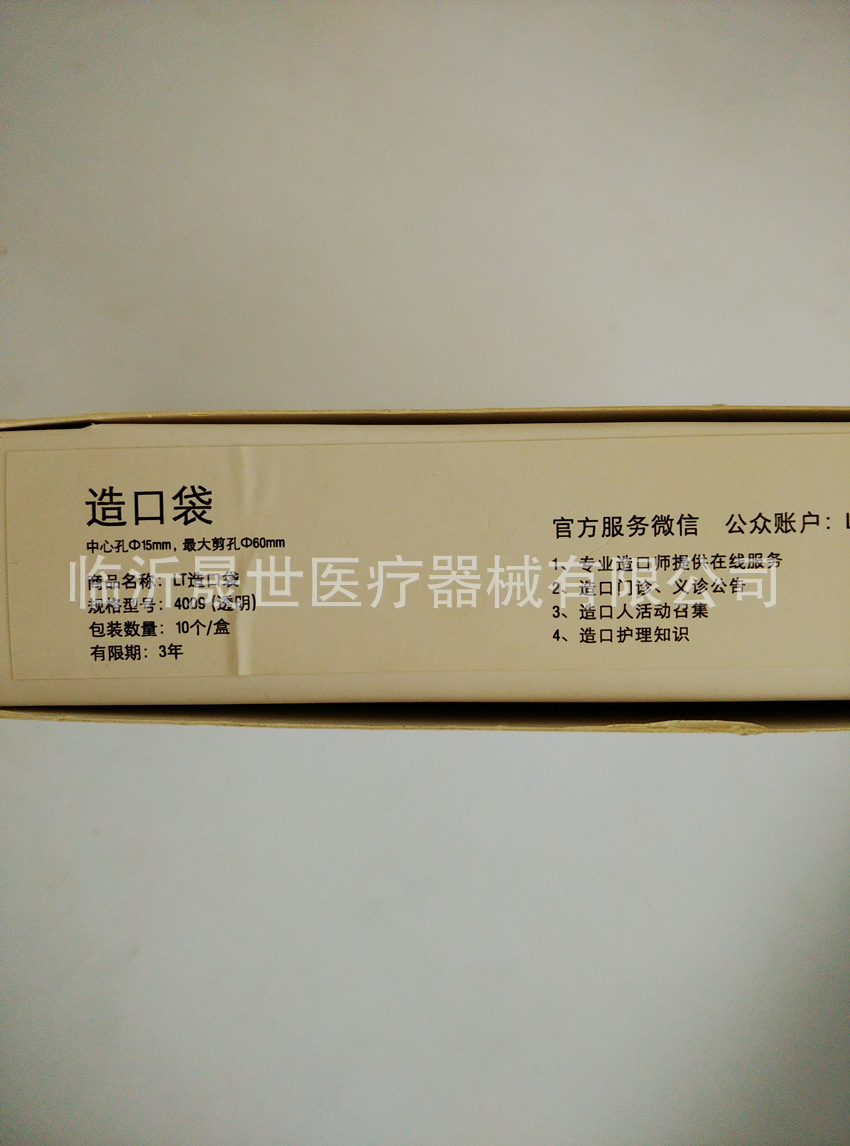 造口袋
中心孔Φ15mm，最大剪孔Φ60mm
商品名称：LT造口袋
规格型号：4009(透明)
包装数量：10个/盒
有限期：3年
官方服务微信 公众账户：L
1、专业造口师提供在线服务
2、造口门诊、义诊公告
3、造口人活动召集
4、造口护理知识
临沂晟世医疗器械有限公司